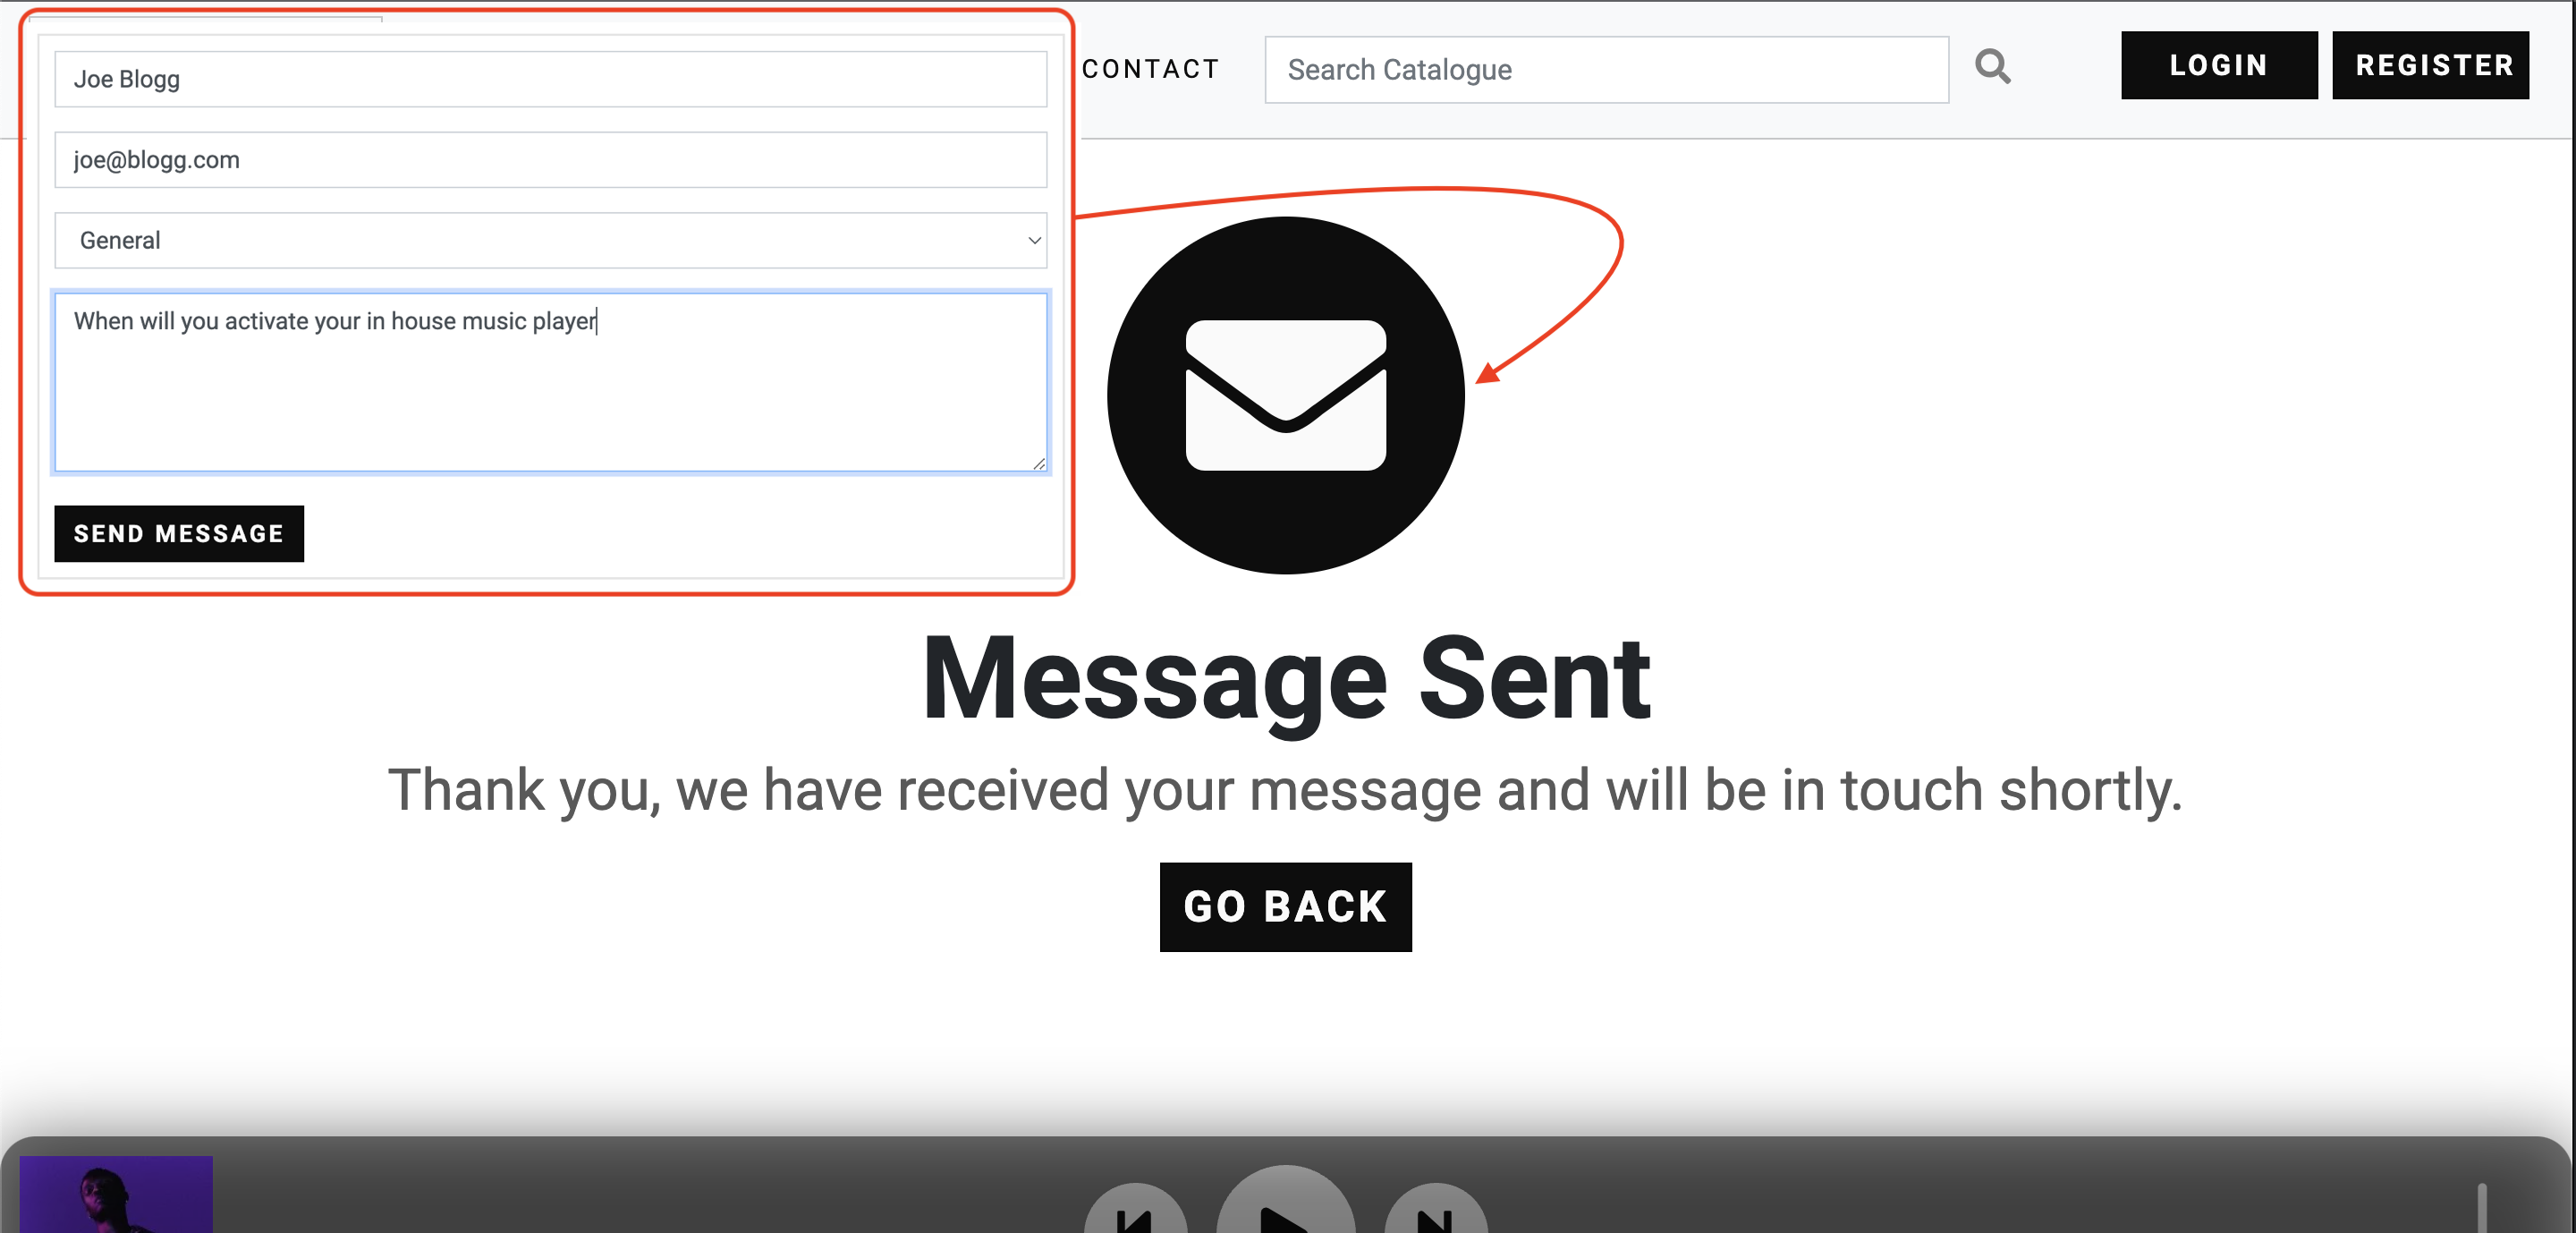 Joe Blogg
joe@blogg.com
General
When will you activate your in house music player
SEND MESSAGE
CONTACT
Search Catalogue
LOGIN
REGISTER
Message Sent
Thank you, we have received your message and will be in touch shortly.
GO BACK